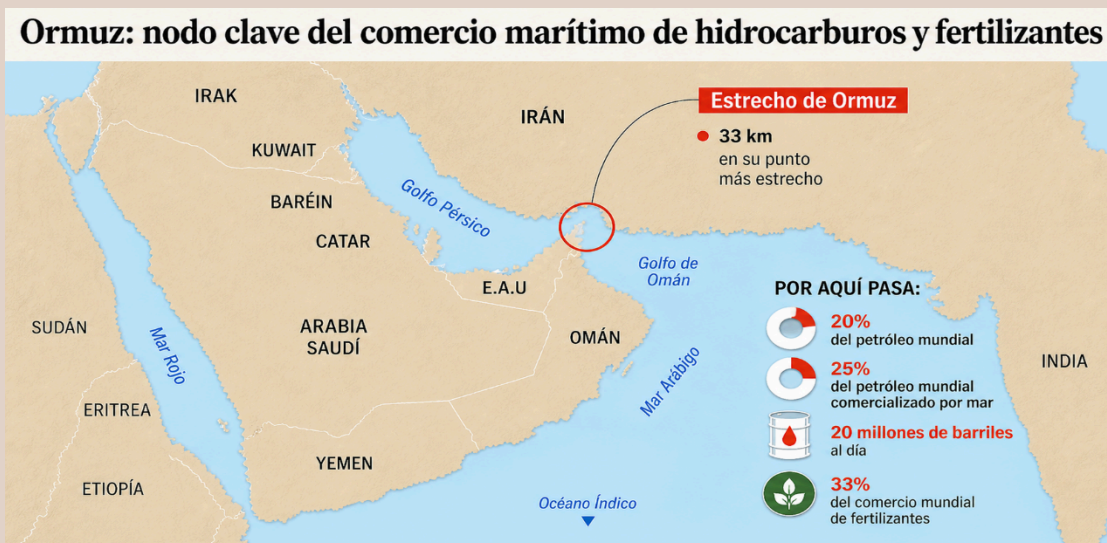 Ormuz: nodo clave del comercio marítimo de hidrocarburos y fertilizantes
IRAK
IRÁN
Estrecho de Ormuz
33 km
en su punto
más estrecho
KUWAIT
BARÉIN
Golfo Pérsico
CATAR
Golfo de
Omán
E.A.U
SUDÁN
Mar Rojo
ARABIA
SAUDÍ
OMÁN
Mar Arábigo
INDIA
ERITREA
YEMEN
ETIOPÍA
Océano Índico
POR AQUÍ PASA:
20%
del petróleo mundial
25%
del petróleo mundial
comercializado por mar
20 millones de barriles
al día
33%
del comercio mundial
de fertilizantes